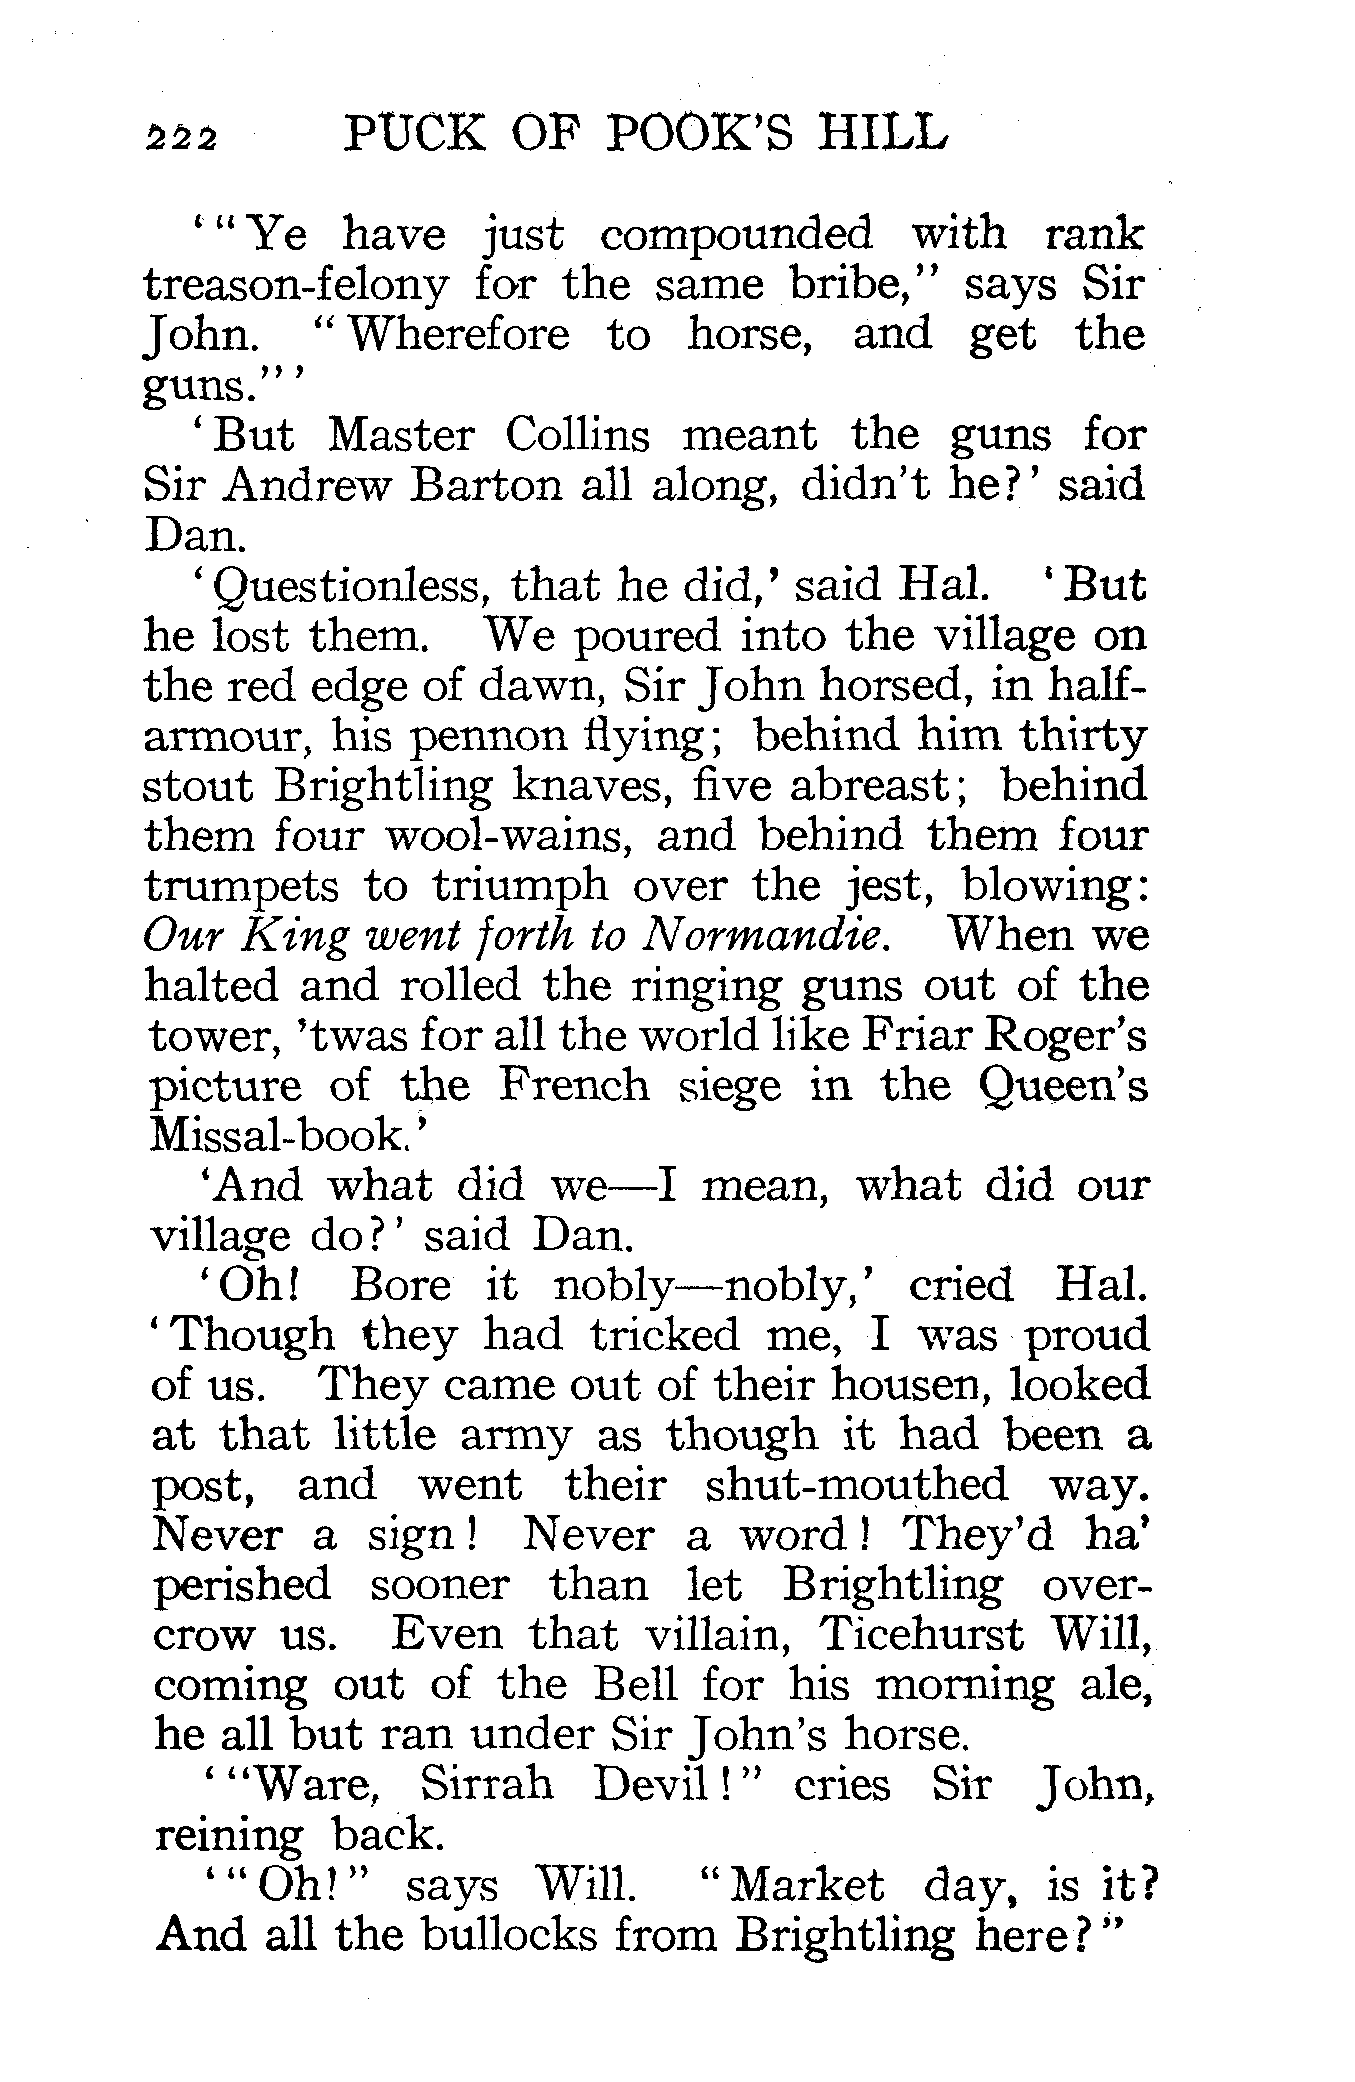 222 PUCK OF POOK'S HILL
‘ “ Ye have just compounded with rank
treason-felony for the same bribe,” says Sir
John. “ Wherefore to horse, and get the
guns.” ’
‘ But Master Collins meant the guns for
Sir Andrew Barton all along, didn't he? ’ said
Dan.
‘ Questionless, that he did,’ said Hal. ‘ But
he lost them. We poured into the village on
the red edge of dawn, Sir John horsed, in half-
armour, his pennon flying; behind him thirty
stout Brightling knaves, five abreast; behind
them four wool-wains, and behind them four
trumpets to triumph over the jest, blowing:
Our King went forth to Normandie. When we
halted and rolled the ringing guns out of the
tower, ’twas for all the world like Friar Roger’s
picture of the French siege in the Queen’s
Missal-book.’
‘And what did we—I mean, what did our
village do? ’ said Dan.
‘ Oh! Bore it nobly—nobly,’ cried Hal.
‘ Though they had tricked me, I was proud
of us. They came out of their housen, looked
at that little army as though it had been a
post, and went their shut-mouthed way.
Never a sign! Never a word! They’d ha’
perished sooner than let Brightling over-
crow us. Even that villain, Ticehurst Will,
coming out of the Bell for his morning ale,
he all but ran under Sir John’s horse.
‘ “Ware, Sirrah Devil! ” cries Sir John,
reining back.
‘ “ Oh! ” says Will. “ Market day, is it?
And all the bullocks from Brightling here? ”